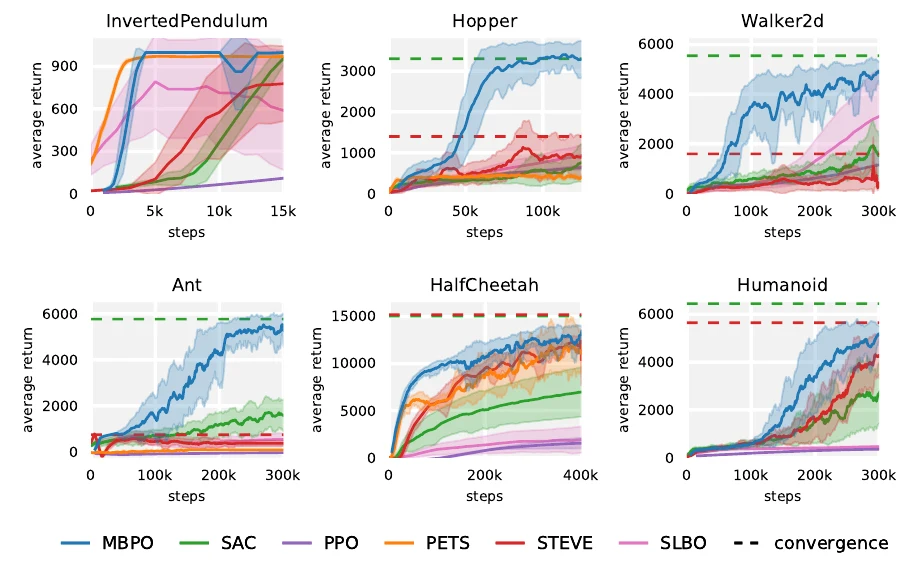 InvertedPendulum
average return
900
600
300
0
0 5k 10k 15k
steps
Hopper
average return
3000
2000
1000
0
0 50k 100k
steps
Walker2d
average return
6000
4000
2000
0
0 100k 200k 300k
steps
Ant
average return
6000
4000
2000
0
0 100k 200k 300k
steps
HalfCheetah
average return
15000
10000
5000
0
0 200k 400k
steps
Humanoid
average return
6000
4000
2000
0
0 100k 200k 300k
steps
MBPO SAC PPO PETS STEVE SLBO convergence